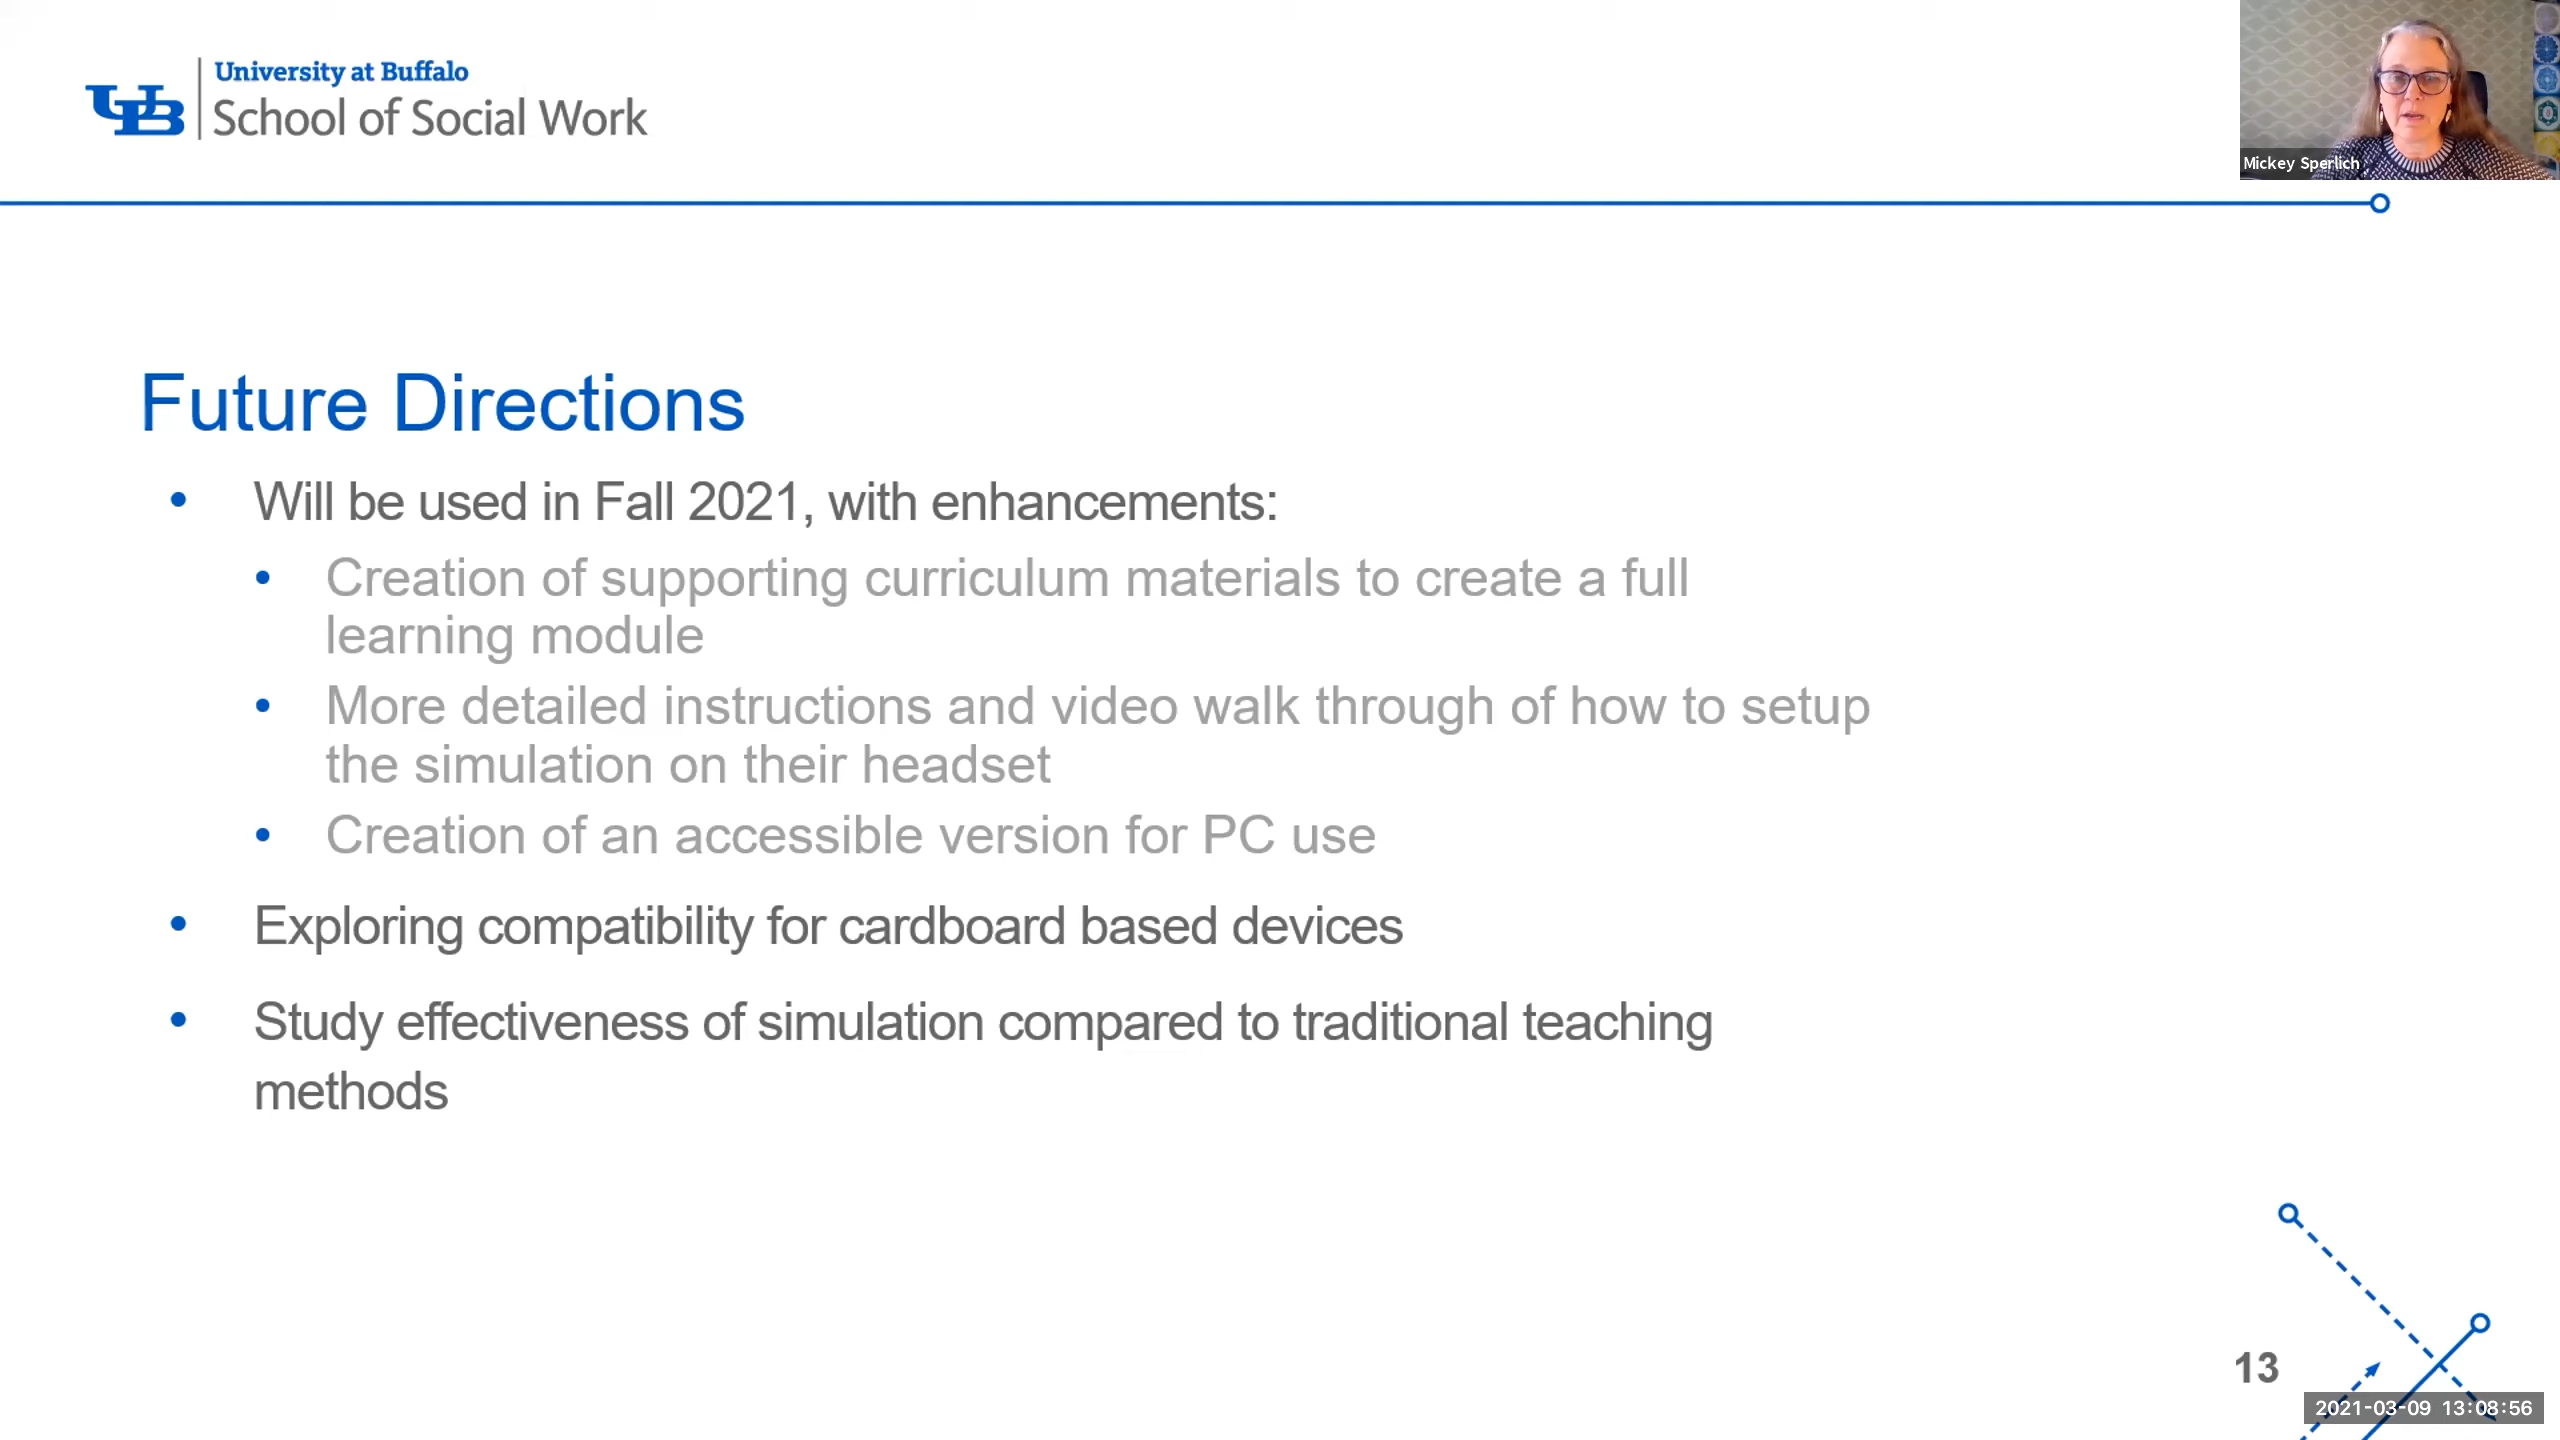 UB
University at Buffalo
School of Social Work
Mickey Sperlich
Future Directions
• Will be used in Fall 2021, with enhancements:
• Creation of supporting curriculum materials to create a full
learning module
• More detailed instructions and video walk through of how to setup
the simulation on their headset
• Creation of an accessible version for PC use
• Exploring compatibility for cardboard based devices
• Study effectiveness of simulation compared to traditional teaching
methods
13
2021-03-09 13:08:56